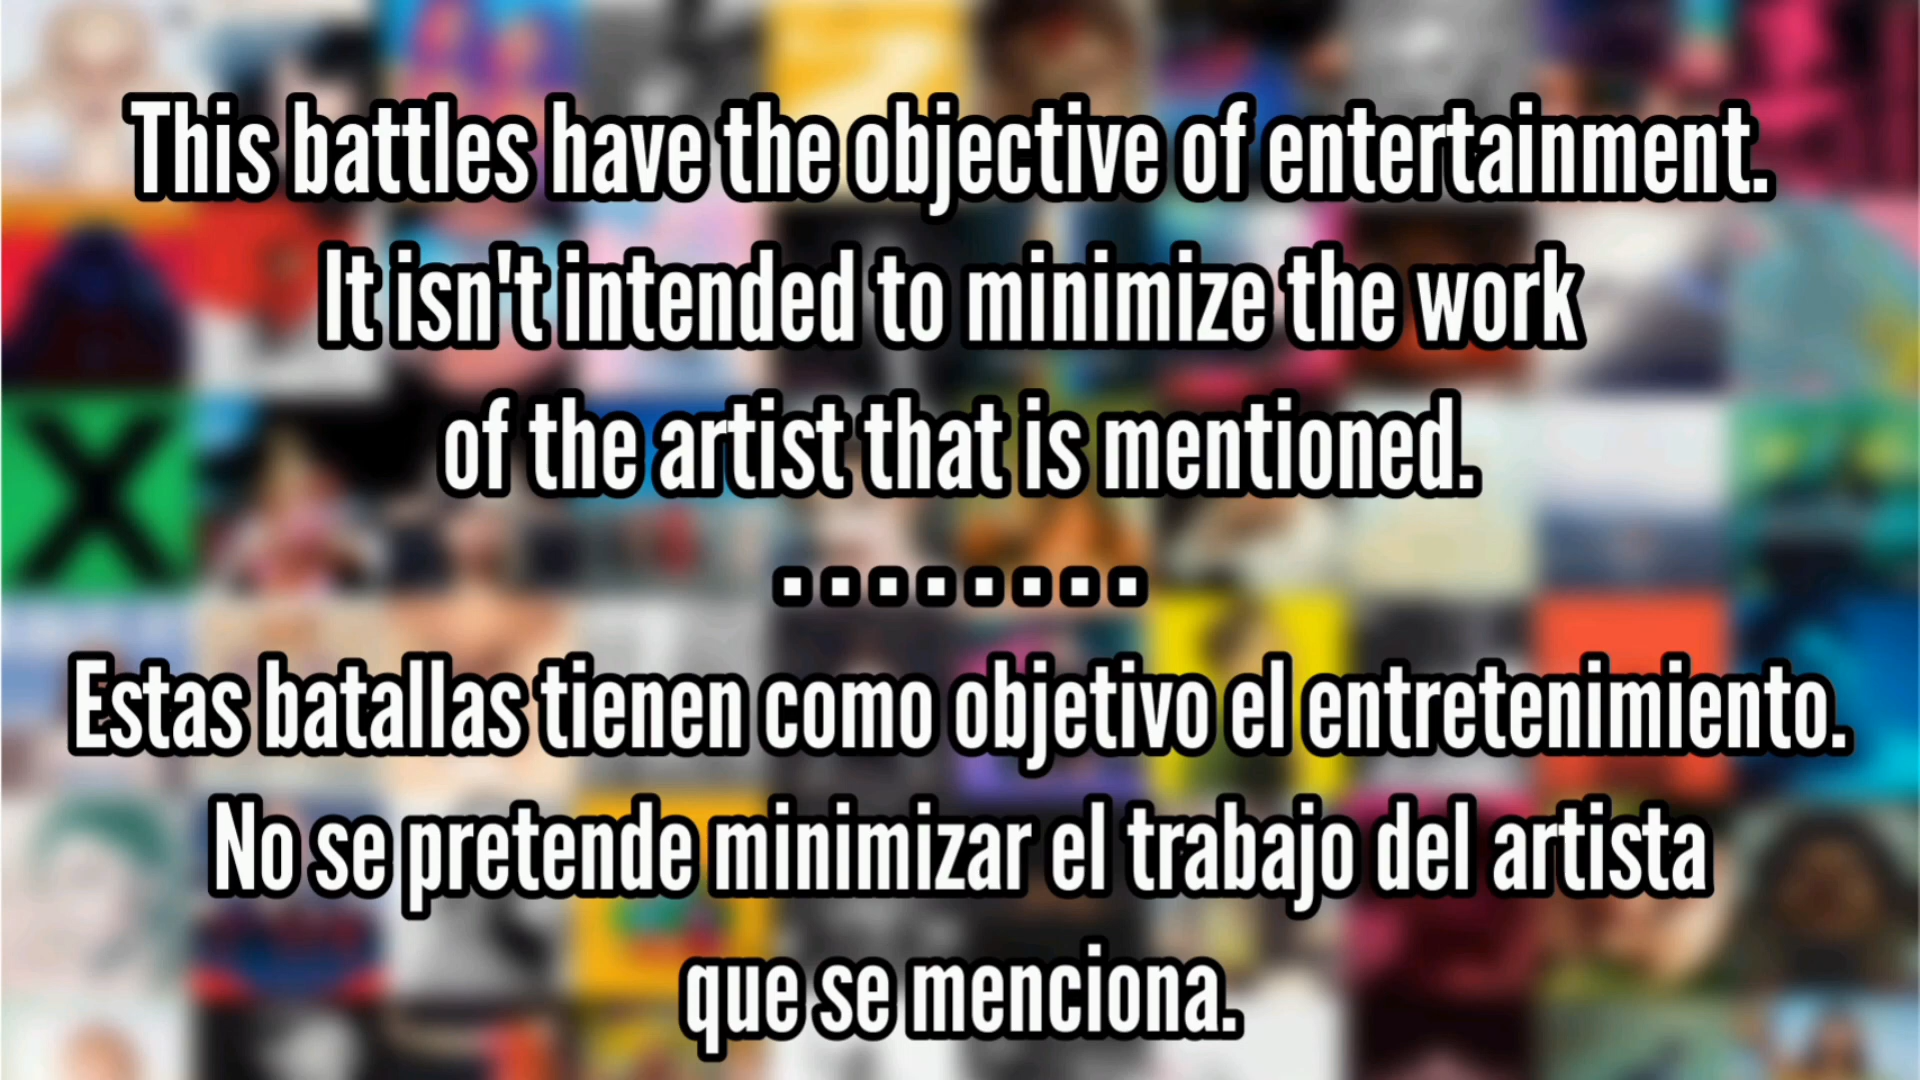 This battles have the objective of entertainment.
It isn't intended to minimize the work
of the artist that is mentioned.
........
Estas batallas tienen como objetivo el entretenimiento.
No se pretende minimizar el trabajo del artista
que se menciona.